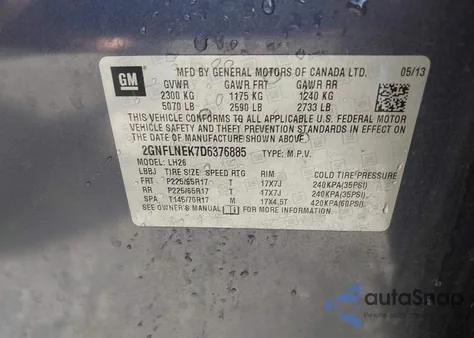 GM
MFD BY GENERAL MOTORS OF CANADA LTD. 05/13
GVWR GAWR FRT GAWR RR
2300 KG 1175 KG 1240 KG
5070 LB 2590 LB 2733 LB
THIS VEHICLE CONFORMS TO ALL APPLICABLE U.S. FEDERAL MOTOR
VEHICLE SAFETY, BUMPER, AND THEFT PREVENTION STANDARDS IN EFFECT ON
THE DATE OF MANUFACTURE SHOWN ABOVE.
2GNFLNEK7D6376885 TYPE: M.P.V.
MODEL: LH26
LBBJ TIRE SIZE SPEED RTG RIM COLD TIRE PRESSURE
FRT P225/65R17 T 17X7J 240KPA(35PSI)
RR P225/65R17 T 17X7J 240KPA(35PSI)
SPA T145/70R17 M 17X4.5T 420KPA(60PSI)
SEE OWNER'S MANUAL FOR MORE INFORMATION.
autoSnap